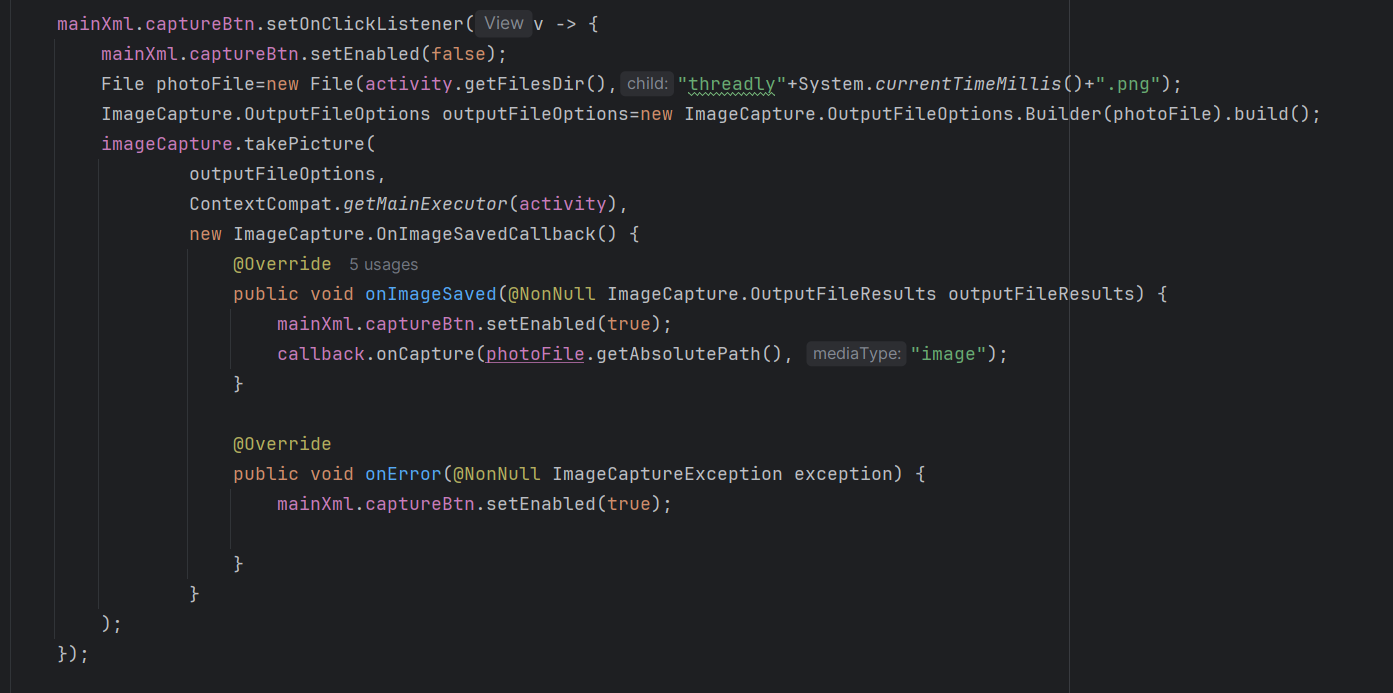 mainXml.captureBtn.setOnClickListener( View v -> {
mainXml.captureBtn.setEnabled(false);
File photoFile=new File(activity.getFilesDir(), child: "threadly"+System.currentTimeMillis()+".png");
ImageCapture.OutputFileOptions outputFileOptions=new ImageCapture.OutputFileOptions.Builder(photoFile).build();
imageCapture.takePicture(
outputFileOptions,
ContextCompat.getMainExecutor(activity),
new ImageCapture.OnImageSavedCallback() {
@Override 5 usages
public void onImageSaved(@NonNull ImageCapture.OutputFileResults outputFileResults) {
mainXml.captureBtn.setEnabled(true);
callback.onCapture(photoFile.getAbsolutePath(), mediaType: "image");
}
@Override
public void onError(@NonNull ImageCaptureException exception) {
mainXml.captureBtn.setEnabled(true);
}
}
);
});